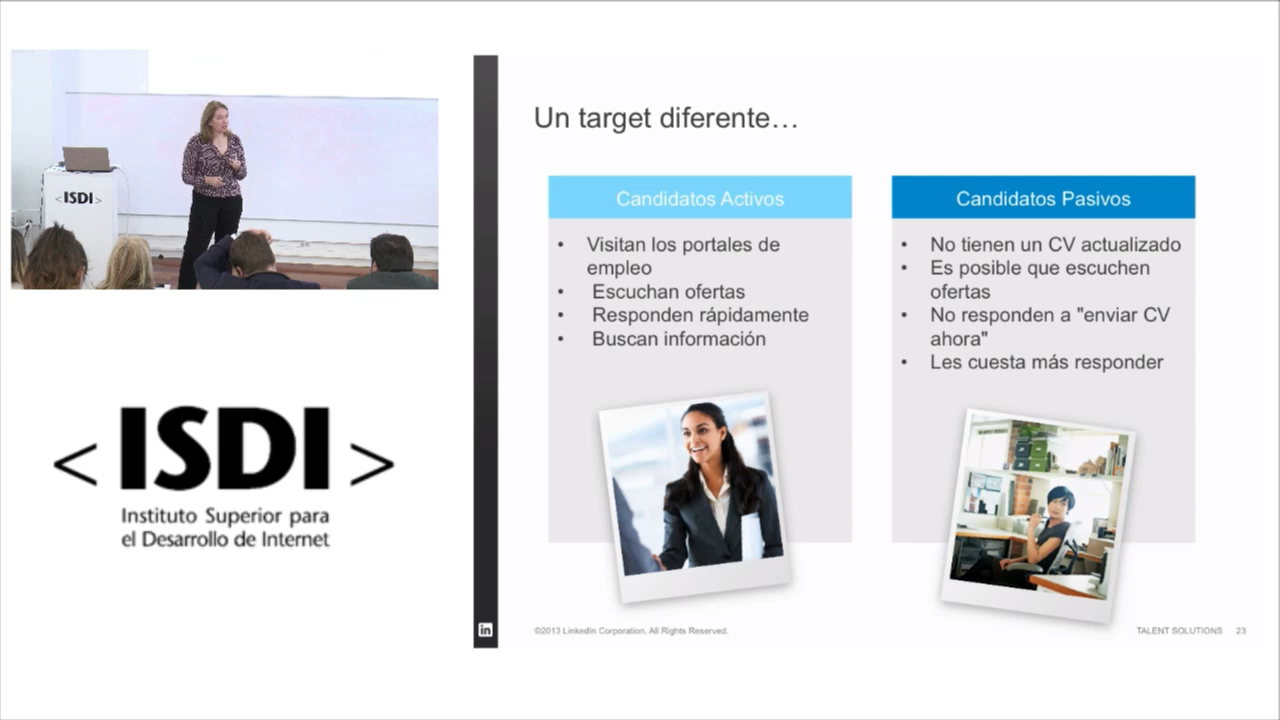 <ISDI>
<ISDI>
Instituto Superior para
el Desarrollo de Internet
Un target diferente…
Candidatos Activos
• Visitan los portales de
empleo
• Escuchan ofertas
• Responden rápidamente
• Buscan información
Candidatos Pasivos
• No tienen un CV actualizado
• Es posible que escuchen
ofertas
• No responden a "enviar CV
ahora"
• Les cuesta más responder
in
©2013 LinkedIn Corporation. All Rights Reserved.
TALENT SOLUTIONS 23